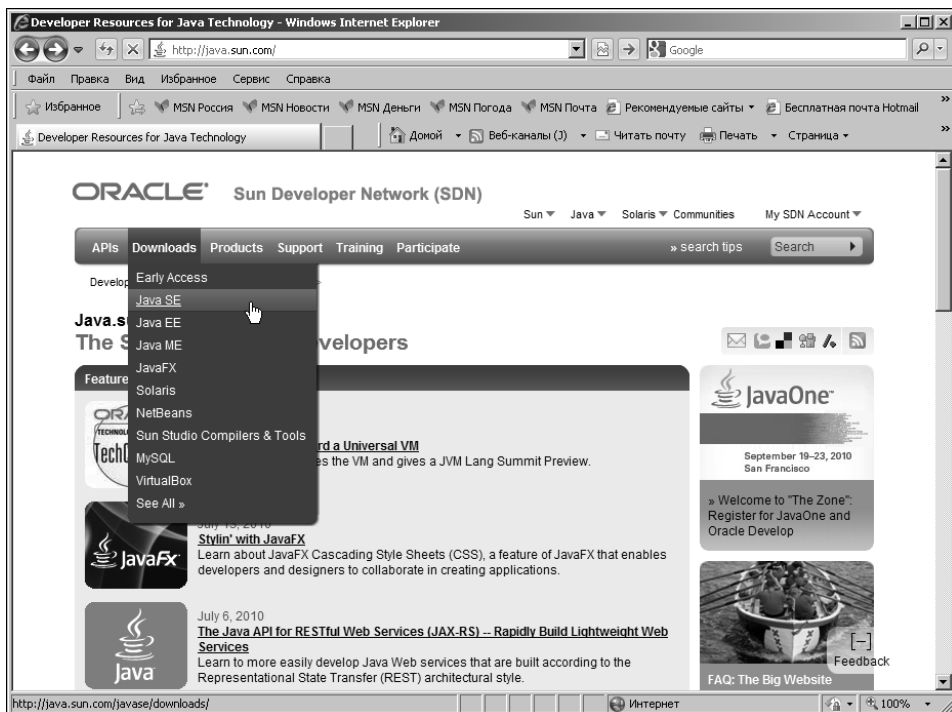 Developer Resources for Java Technology - Windows Internet Explorer
http://java.sun.com/
Google
Файл Правка Вид Избранное Сервис Справка
Избранное MSN Россия MSN Новости MSN Деньги MSN Погода MSN Почта Рекомендуемые сайты Бесплатная почта Hotmail »
Developer Resources for Java Technology Домой Веб-каналы (J) Читать почту Печать Страница »
ORACLE Sun Developer Network (SDN)
Sun Java Solaris Communities My SDN Account
APIs Downloads Products Support Training Participate » search tips Search
Early Access
Java SE
Java EE
Java ME
JavaFX
Solaris
NetBeans
Sun Studio Compilers & Tools
MySQL
VirtualBox
See All »
Develop
Java.s
The S velopers
Feature
rd a Universal VM
es the VM and gives a JVM Lang Summit Preview.
Stylin' with JavaFX
Learn about JavaFX Cascading Style Sheets (CSS), a feature of JavaFX that enables
developers and designers to collaborate in creating applications.
JavaFX
July 6, 2010
The Java API for RESTful Web Services (JAX-RS) -- Rapidly Build Lightweight Web
Services
Learn to more easily develop Java Web services that are built according to the
Representational State Transfer (REST) architectural style.
Java
JavaOne
September 19–23, 2010
San Francisco
» Welcome to "The Zone":
Register for JavaOne and
Oracle Develop
[–]
Feedback
FAQ: The Big Website
http://java.sun.com/javase/downloads/ Интернет 100%